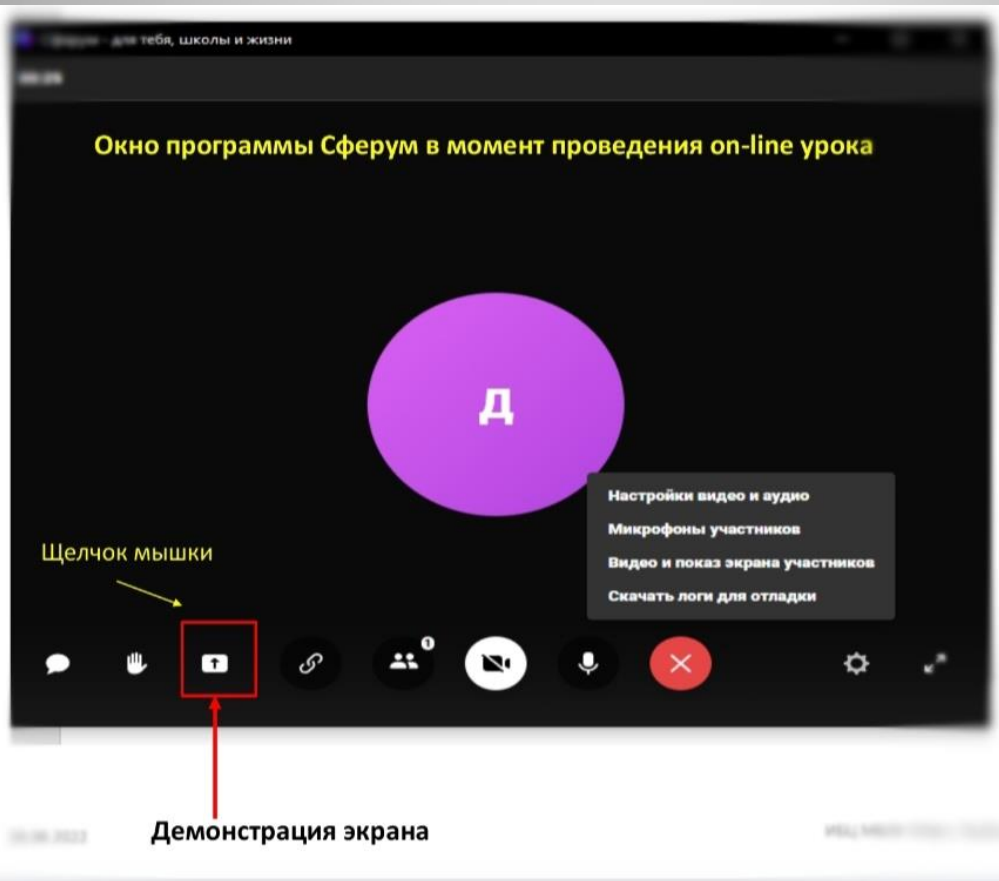 для тебя, школы и жизни
Окно программы Сферум в момент проведения on-line урока
Д
Настройки видео и аудио
Микрофоны участников
Видео и показ экрана участников
Скачать логи для отладки
Щелчок мышки
1
Демонстрация экрана